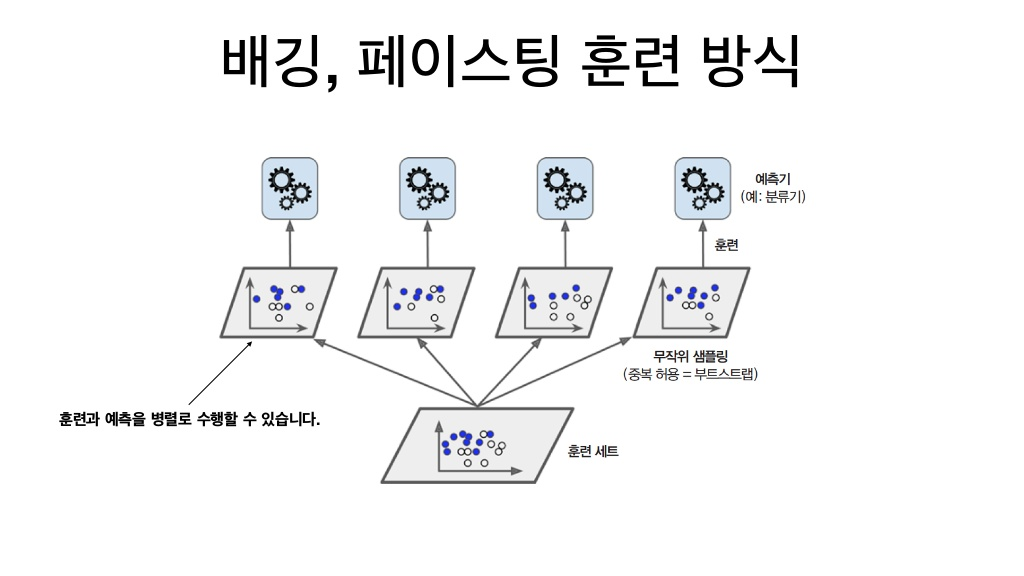 배깅, 페이스팅 훈련 방식
예측기
(예: 분류기)
훈련
무작위 샘플링
(중복 허용 = 부트스트랩)
훈련과 예측을 병렬로 수행할 수 있습니다.
훈련 세트